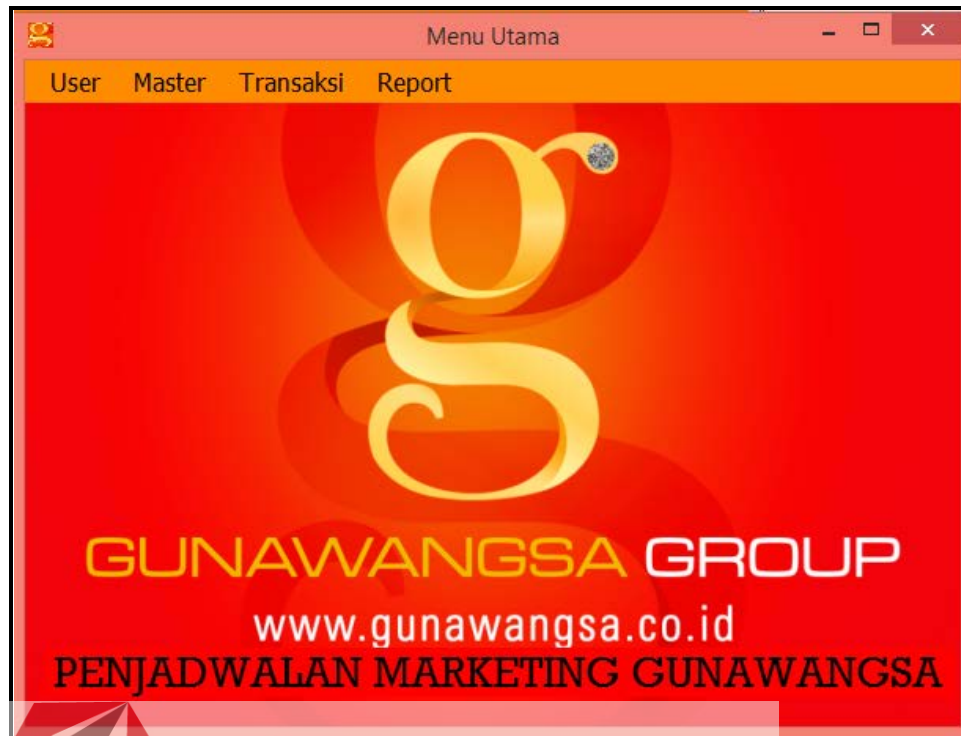 Menu Utama
User Master Transaksi Report
g
GUNAWANGSA GROUP
www.gunawangsa.co.id
PENJADWALAN MARKETING GUNAWANGSA